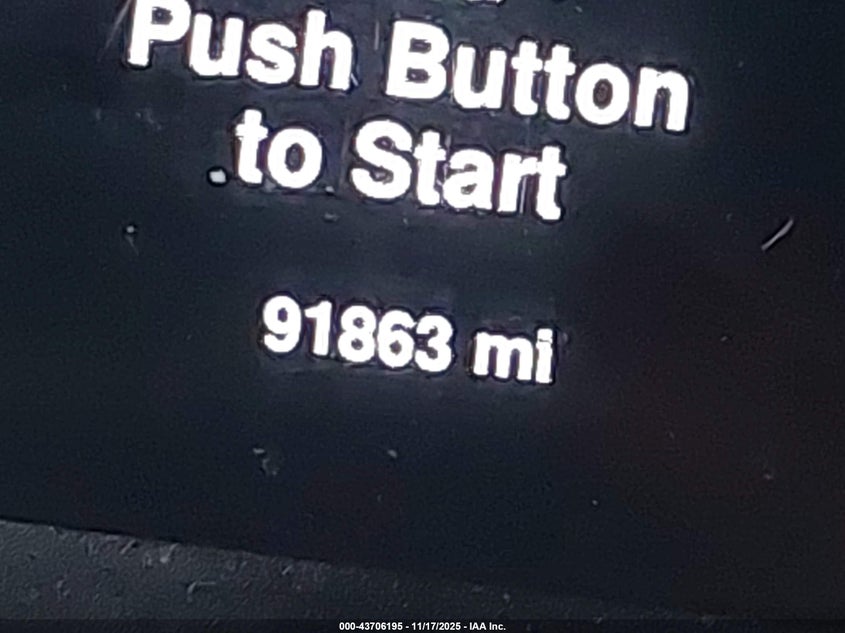 Push Button
to Start
91863 mi
000-43706195 - 11/17/2025 - IAA Inc.